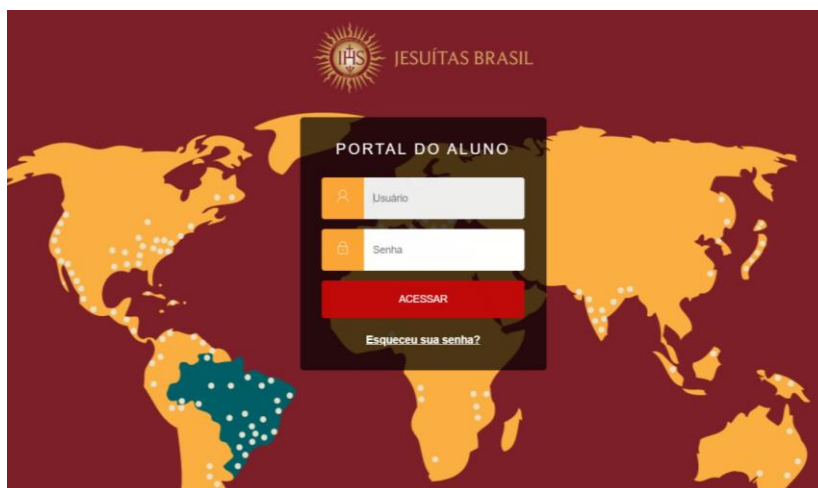 IHS
JESUÍTAS BRASIL
PORTAL DO ALUNO
Usuário
Senha
ACESSAR
Esqueceu sua senha?